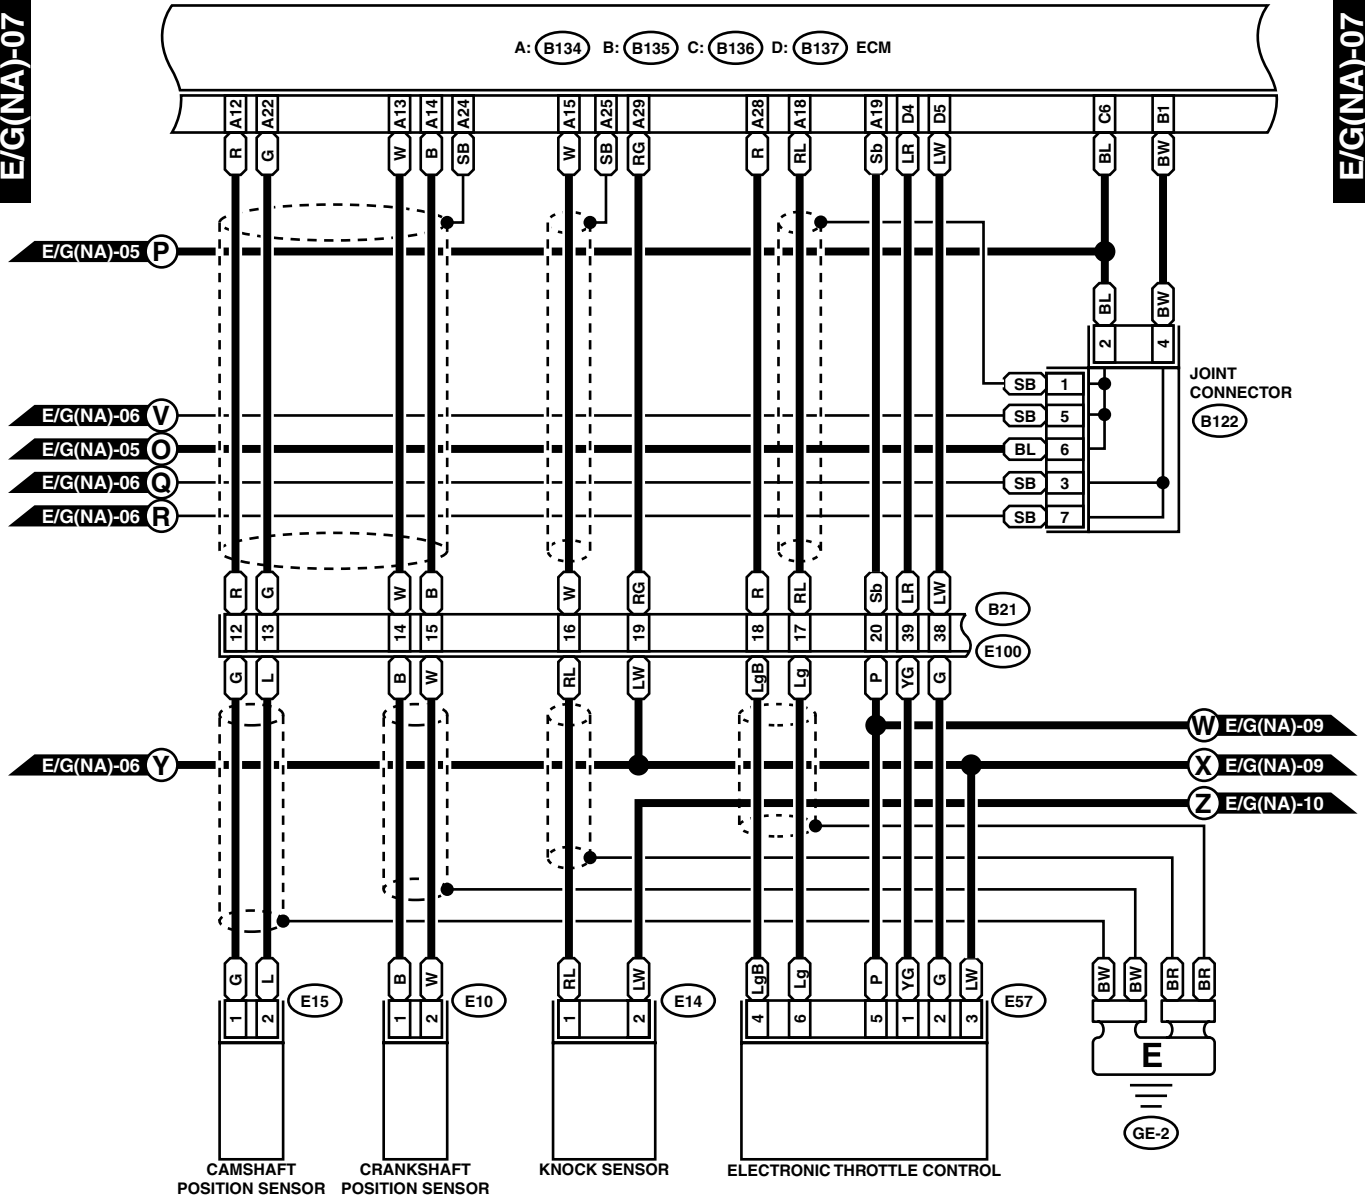 E/G(NA)-07
E/G(NA)-07
A: B134 B: B135 C: B136 D: B137 ECM
A12 A22 A13 A14 A24 A15 A25 A29 A28 A18 A19 D4 D5 C6 B1
R G W B SB W SB RG R RL Sb LR LW BL BW
E/G(NA)-05 P
BL BW
2 4
JOINT
CONNECTOR
B122
SB 1
E/G(NA)-06 V SB 5
E/G(NA)-05 O BL 6
E/G(NA)-06 Q SB 3
E/G(NA)-06 R SB 7
R G W B W RG R RL Sb LR LW
B21
12 13 14 15 16 19 18 17 20 39 38
E100
G L B W RL LW LgB Lg P YG G
W E/G(NA)-09
E/G(NA)-06 Y X E/G(NA)-09
Z E/G(NA)-10
G L B W RL LW LgB Lg P YG G LW BW BW BR BR
1 2 E15 1 2 E10 1 2 E14 4 6 5 1 2 3 E57
E
GE-2
CAMSHAFT
POSITION SENSOR
CRANKSHAFT
POSITION SENSOR
KNOCK SENSOR
ELECTRONIC THROTTLE CONTROL